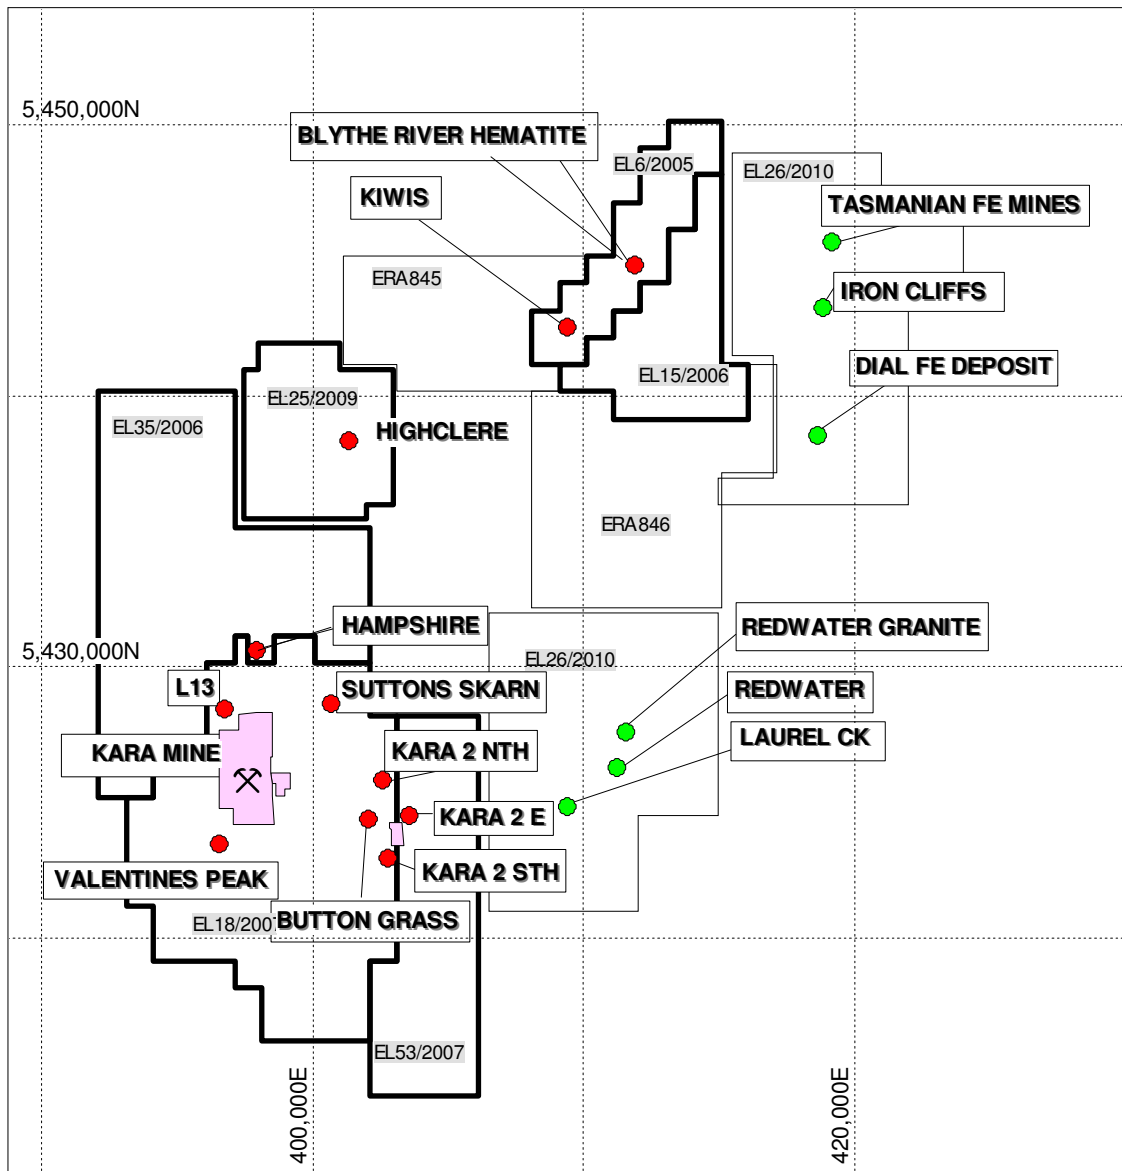 5,450,000N
BLYTHE RIVER HEMATITE
EL6/2005
EL26/2010
KIWIS
TASMANIAN FE MINES
ERA845
IRON CLIFFS
DIAL FE DEPOSIT
EL15/2006
EL25/2009
EL35/2006
HIGHCLERE
ERA846
HAMPSHIRE
REDWATER GRANITE
5,430,000N
EL26/2010
L13
SUTTONS SKARN
REDWATER
LAUREL CK
KARA MINE
KARA 2 NTH
KARA 2 E
KARA 2 STH
VALENTINES PEAK
EL18/2007
BUTTON GRASS
EL53/2007
400,000E
420,000E